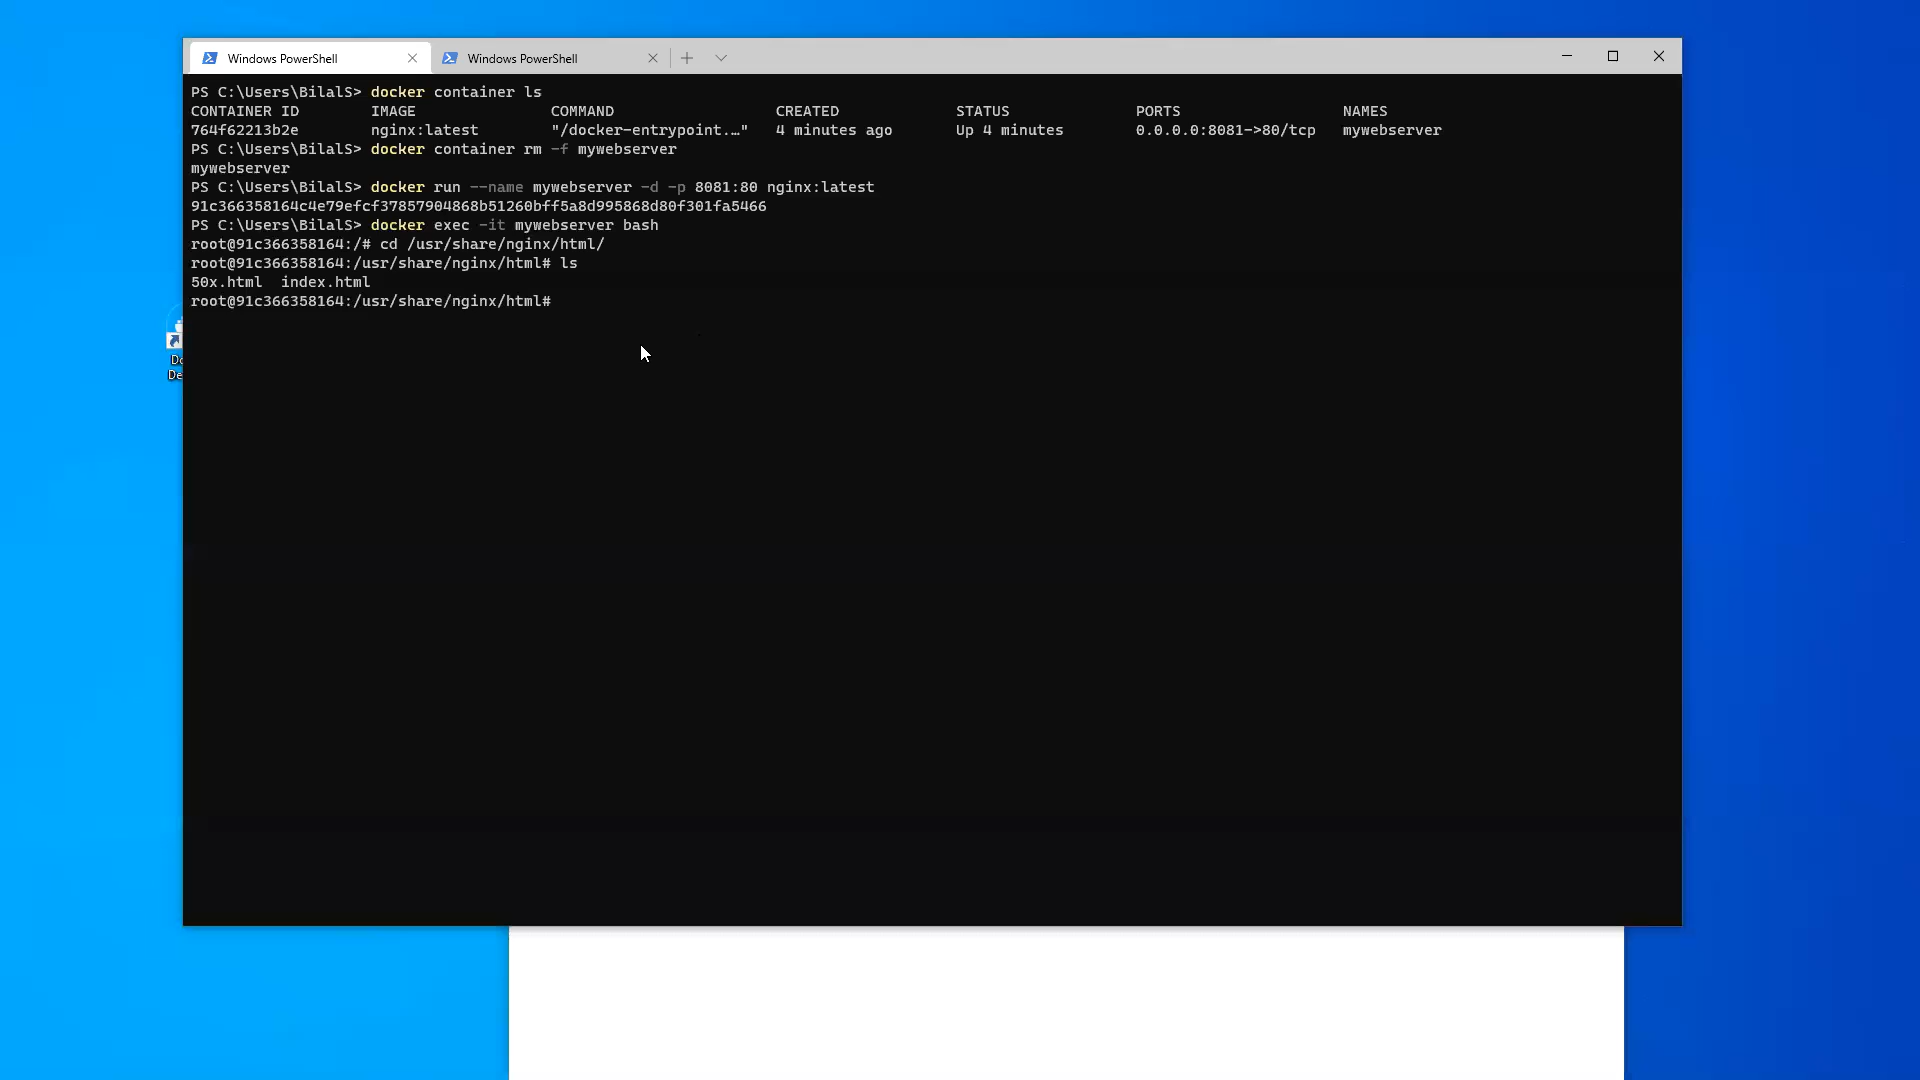 Windows PowerShell
Windows PowerShell
PS C:\Users\BilalS> docker container ls
CONTAINER ID IMAGE COMMAND CREATED STATUS PORTS NAMES
764f62213b2e nginx:latest "/docker-entrypoint.…" 4 minutes ago Up 4 minutes 0.0.0.0:8081->80/tcp mywebserver
PS C:\Users\BilalS> docker container rm -f mywebserver
mywebserver
PS C:\Users\BilalS> docker run --name mywebserver -d -p 8081:80 nginx:latest
91c366358164c4e79efcf37857904868b51260bff5a8d995868d80f301fa5466
PS C:\Users\BilalS> docker exec -it mywebserver bash
root@91c366358164:/# cd /usr/share/nginx/html/
root@91c366358164:/usr/share/nginx/html# ls
50x.html index.html
root@91c366358164:/usr/share/nginx/html#